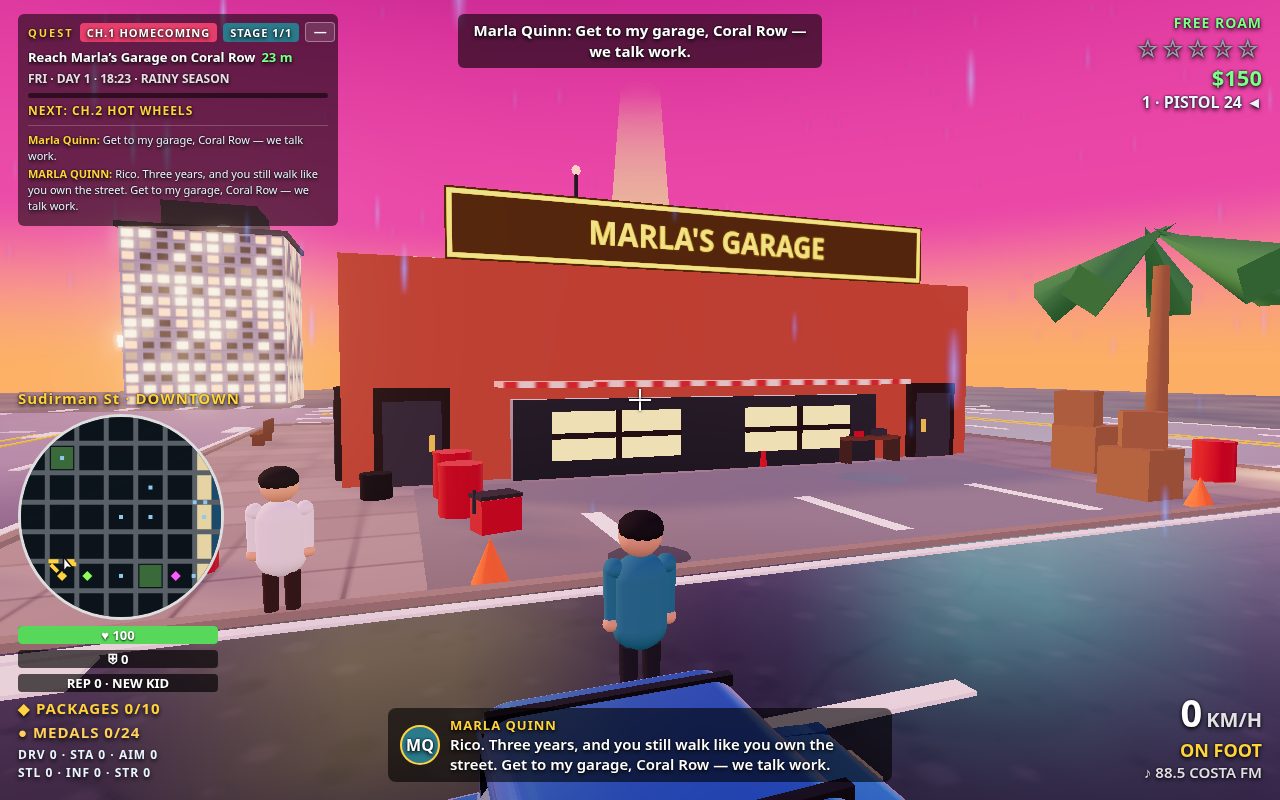 QUEST CH.1 HOMECOMING STAGE 1/1 —
Reach Marla's Garage on Coral Row 23 m
FRI · DAY 1 · 18:23 · RAINY SEASON
NEXT: CH.2 HOT WHEELS
Marla Quinn: Get to my garage, Coral Row — we talk
work.
MARLA QUINN: Rico. Three years, and you still walk like
you own the street. Get to my garage, Coral Row — we
talk work.
Marla Quinn: Get to my garage, Coral Row —
we talk work.
FREE ROAM
☆☆☆☆☆
$150
1 · PISTOL 24 ◄
MARLA'S GARAGE
Sudirman St · DOWNTOWN
♥ 100
⛨ 0
REP 0 · NEW KID
◆ PACKAGES 0/10
● MEDALS 0/24
DRV 0 · STA 0 · AIM 0
STL 0 · INF 0 · STR 0
MQ
MARLA QUINN
Rico. Three years, and you still walk like you own the
street. Get to my garage, Coral Row — we talk work.
0 KM/H
ON FOOT
♪ 88.5 COSTA FM